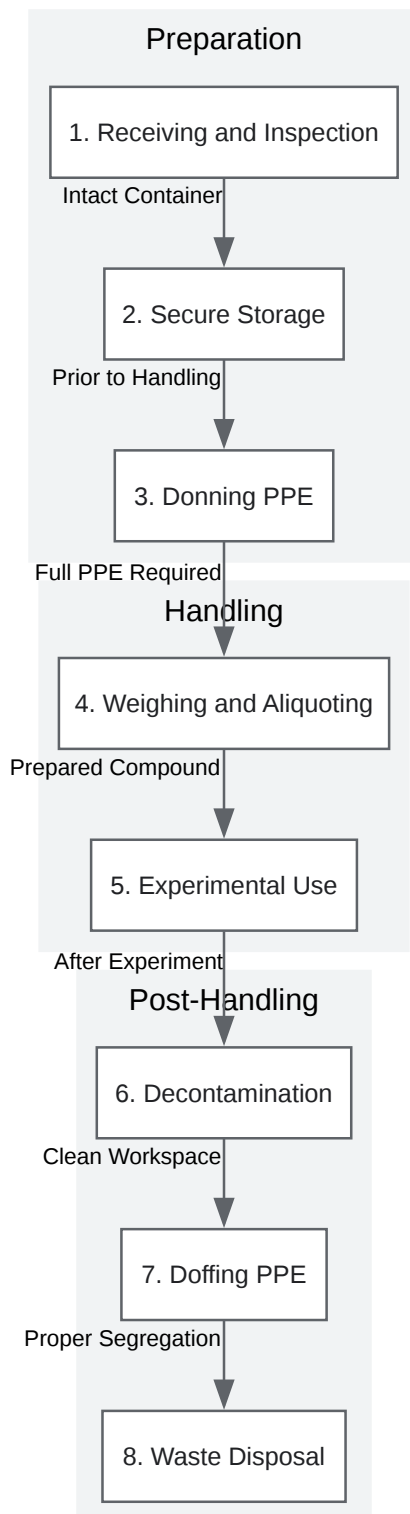 Preparation
1. Receiving and Inspection
Intact Container
2. Secure Storage
Prior to Handling
3. Donning PPE
Full PPE Required
Handling
4. Weighing and Aliquoting
Prepared Compound
5. Experimental Use
After Experiment
Post-Handling
6. Decontamination
Clean Workspace
7. Doffing PPE
Proper Segregation
8. Waste Disposal